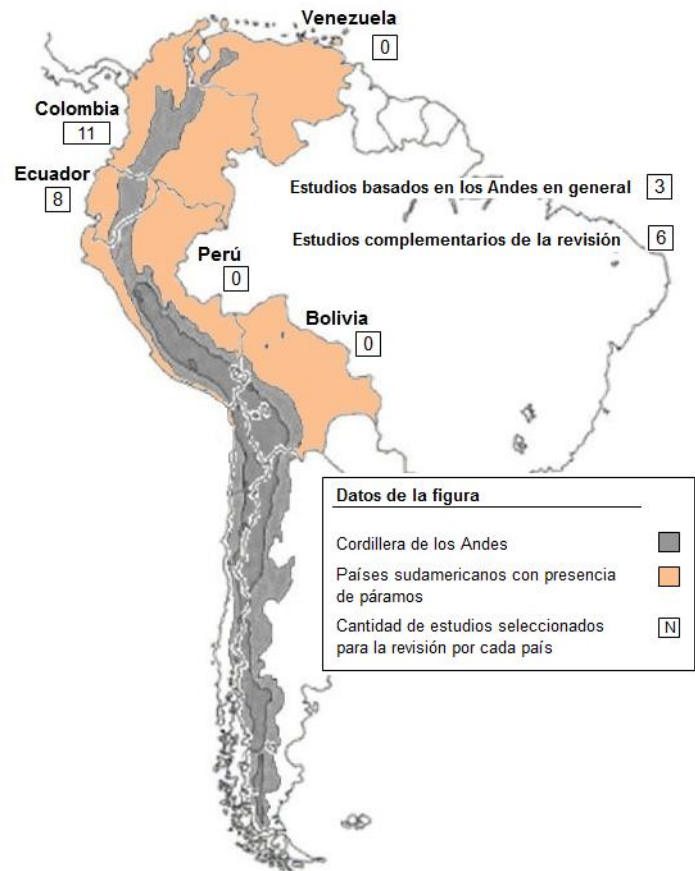 Venezuela
0
Colombia
11
Ecuador
8
Estudios basados en los Andes en general 3
Estudios complementarios de la revisión 6
Perú
0
Bolivia
0
Datos de la figura
Cordillera de los Andes
Países sudamericanos con presencia
de páramos
Cantidad de estudios seleccionados N
para la revisión por cada país